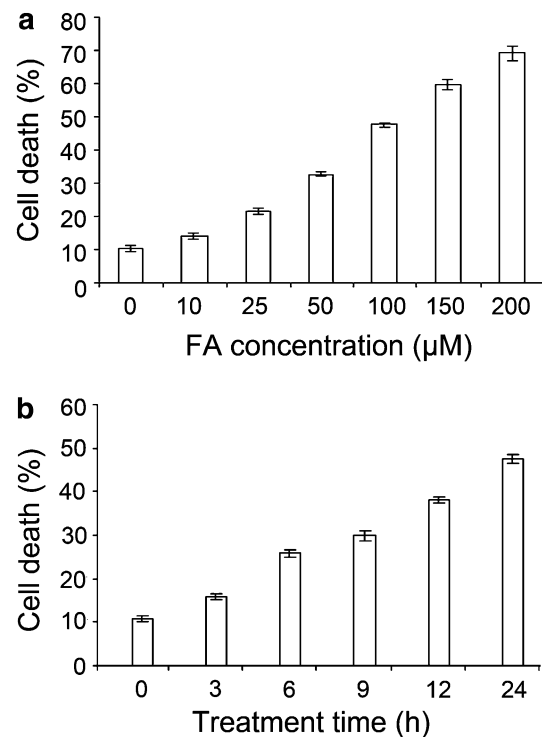 a
Cell death (%)
80
70
60
50
40
30
20
10
0
0 10 25 50 100 150 200
FA concentration (μM)
b
Cell death (%)
60
50
40
30
20
10
0
0 3 6 9 12 24
Treatment time (h)